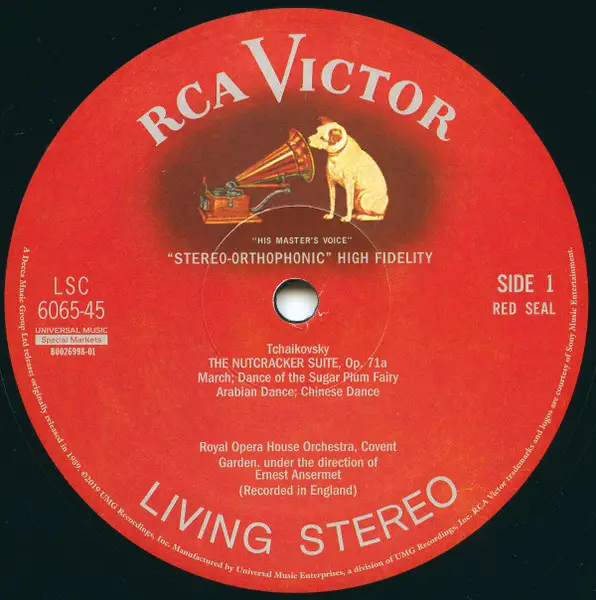 RCA VICTOR
"HIS MASTER'S VOICE"
"STEREO-ORTHOPHONIC" HIGH FIDELITY
LSC
6065-45
UNIVERSAL MUSIC
Special Markets
B0026998-01
SIDE 1
RED SEAL
Tchaikovsky
THE NUTCRACKER SUITE, Op. 71a
March; Dance of the Sugar Plum Fairy
Arabian Dance; Chinese Dance
Royal Opera House Orchestra, Covent
Garden. under the direction of
Ernest Ansermet
(Recorded in England)
LIVING STEREO
A Decca Music Group Ltd release; originally released in 1959. ©2019 UMG Recordings, Inc. Manufactured by Universal Music Enterprises, a division of UMG Recordings, Inc. RCA Victor trademarks and logos are courtesy of Sony Music Entertainment.